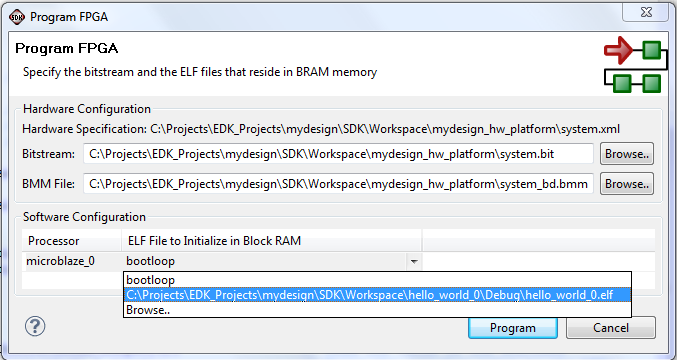 SDK Program FPGA
Program FPGA
Specify the bitstream and the ELF files that reside in BRAM memory
Hardware Configuration
Hardware Specification: C:\Projects\EDK_Projects\mydesign\SDK\Workspace\mydesign_hw_platform\system.xml
Bitstream: C:\Projects\EDK_Projects\mydesign\SDK\Workspace\mydesign_hw_platform\system.bit Browse..
BMM File: C:\Projects\EDK_Projects\mydesign\SDK\Workspace\mydesign_hw_platform\system_bd.bmm Browse..
Software Configuration
Processor ELF File to Initialize in Block RAM
microblaze_0 bootloop
bootloop
C:\Projects\EDK_Projects\mydesign\SDK\Workspace\hello_world_0\Debug\hello_world_0.elf
Browse..
? Program Cancel